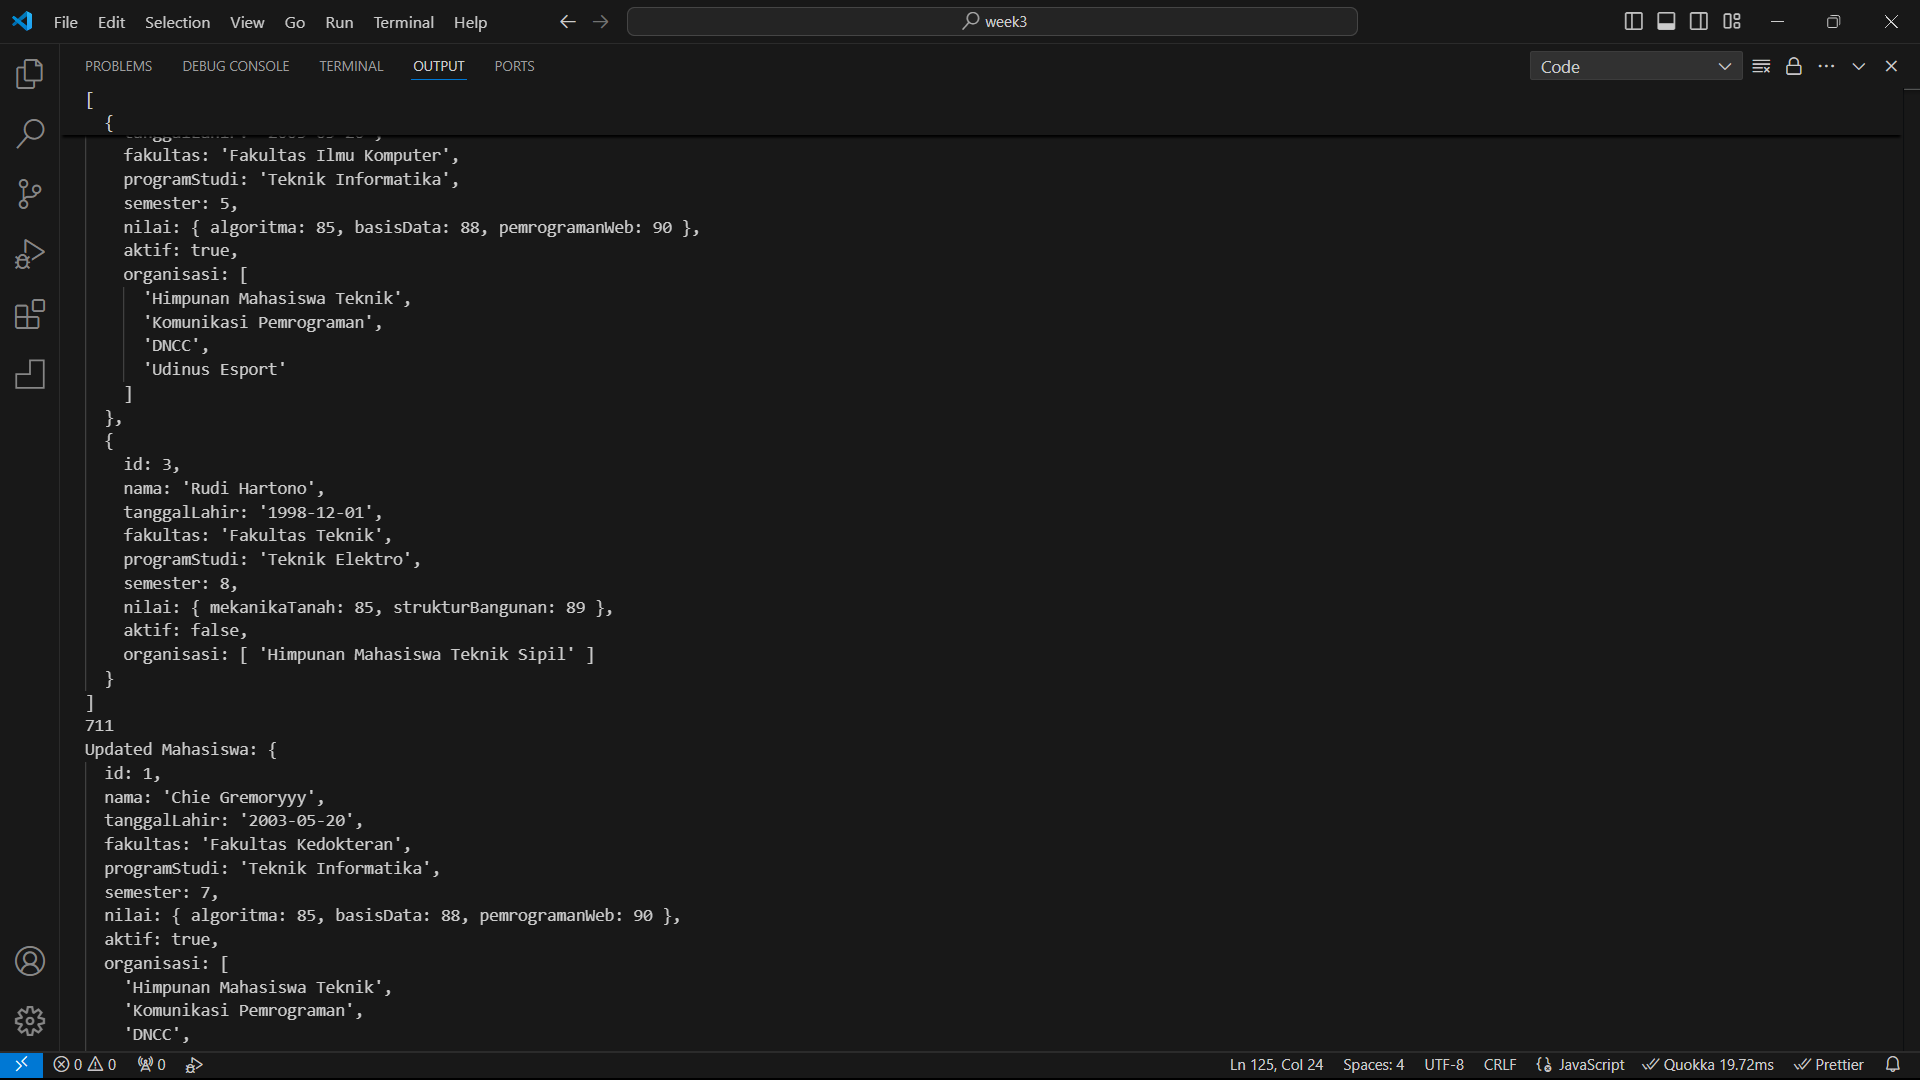 File Edit Selection View Go Run Terminal Help
week3
PROBLEMS DEBUG CONSOLE TERMINAL OUTPUT PORTS
Code
[
  {
    fakultas: 'Fakultas Ilmu Komputer',
    programStudi: 'Teknik Informatika',
    semester: 5,
    nilai: { algoritma: 85, basisData: 88, pemrogramanWeb: 90 },
    aktif: true,
    organisasi: [
      'Himpunan Mahasiswa Teknik',
      'Komunikasi Pemrograman',
      'DNCC',
      'Udinus Esport'
    ]
  },
  {
    id: 3,
    nama: 'Rudi Hartono',
    tanggalLahir: '1998-12-01',
    fakultas: 'Fakultas Teknik',
    programStudi: 'Teknik Elektro',
    semester: 8,
    nilai: { mekanikaTanah: 85, strukturBangunan: 89 },
    aktif: false,
    organisasi: [ 'Himpunan Mahasiswa Teknik Sipil' ]
  }
]
711
Updated Mahasiswa: {
  id: 1,
  nama: 'Chie Gremoryyy',
  tanggalLahir: '2003-05-20',
  fakultas: 'Fakultas Kedokteran',
  programStudi: 'Teknik Informatika',
  semester: 7,
  nilai: { algoritma: 85, basisData: 88, pemrogramanWeb: 90 },
  aktif: true,
  organisasi: [
    'Himpunan Mahasiswa Teknik',
    'Komunikasi Pemrograman',
    'DNCC',
0 0 0 Ln 125, Col 24 Spaces: 4 UTF-8 CRLF JavaScript Quokka 19.72ms Prettier